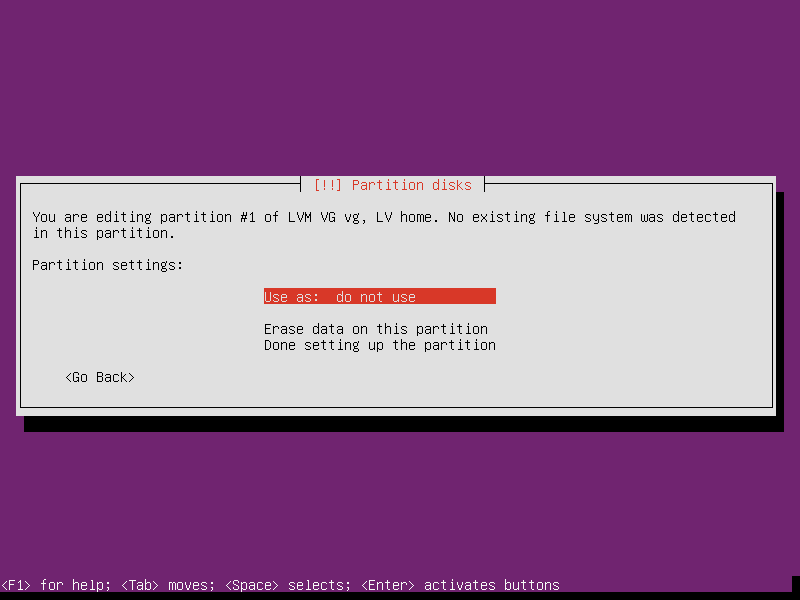 [!!] Partition disks
You are editing partition #1 of LVM VG vg, LV home. No existing file system was detected
in this partition.
Partition settings:
Use as: do not use
Erase data on this partition
Done setting up the partition
<Go Back>
<F1> for help; <Tab> moves; <Space> selects; <Enter> activates buttons